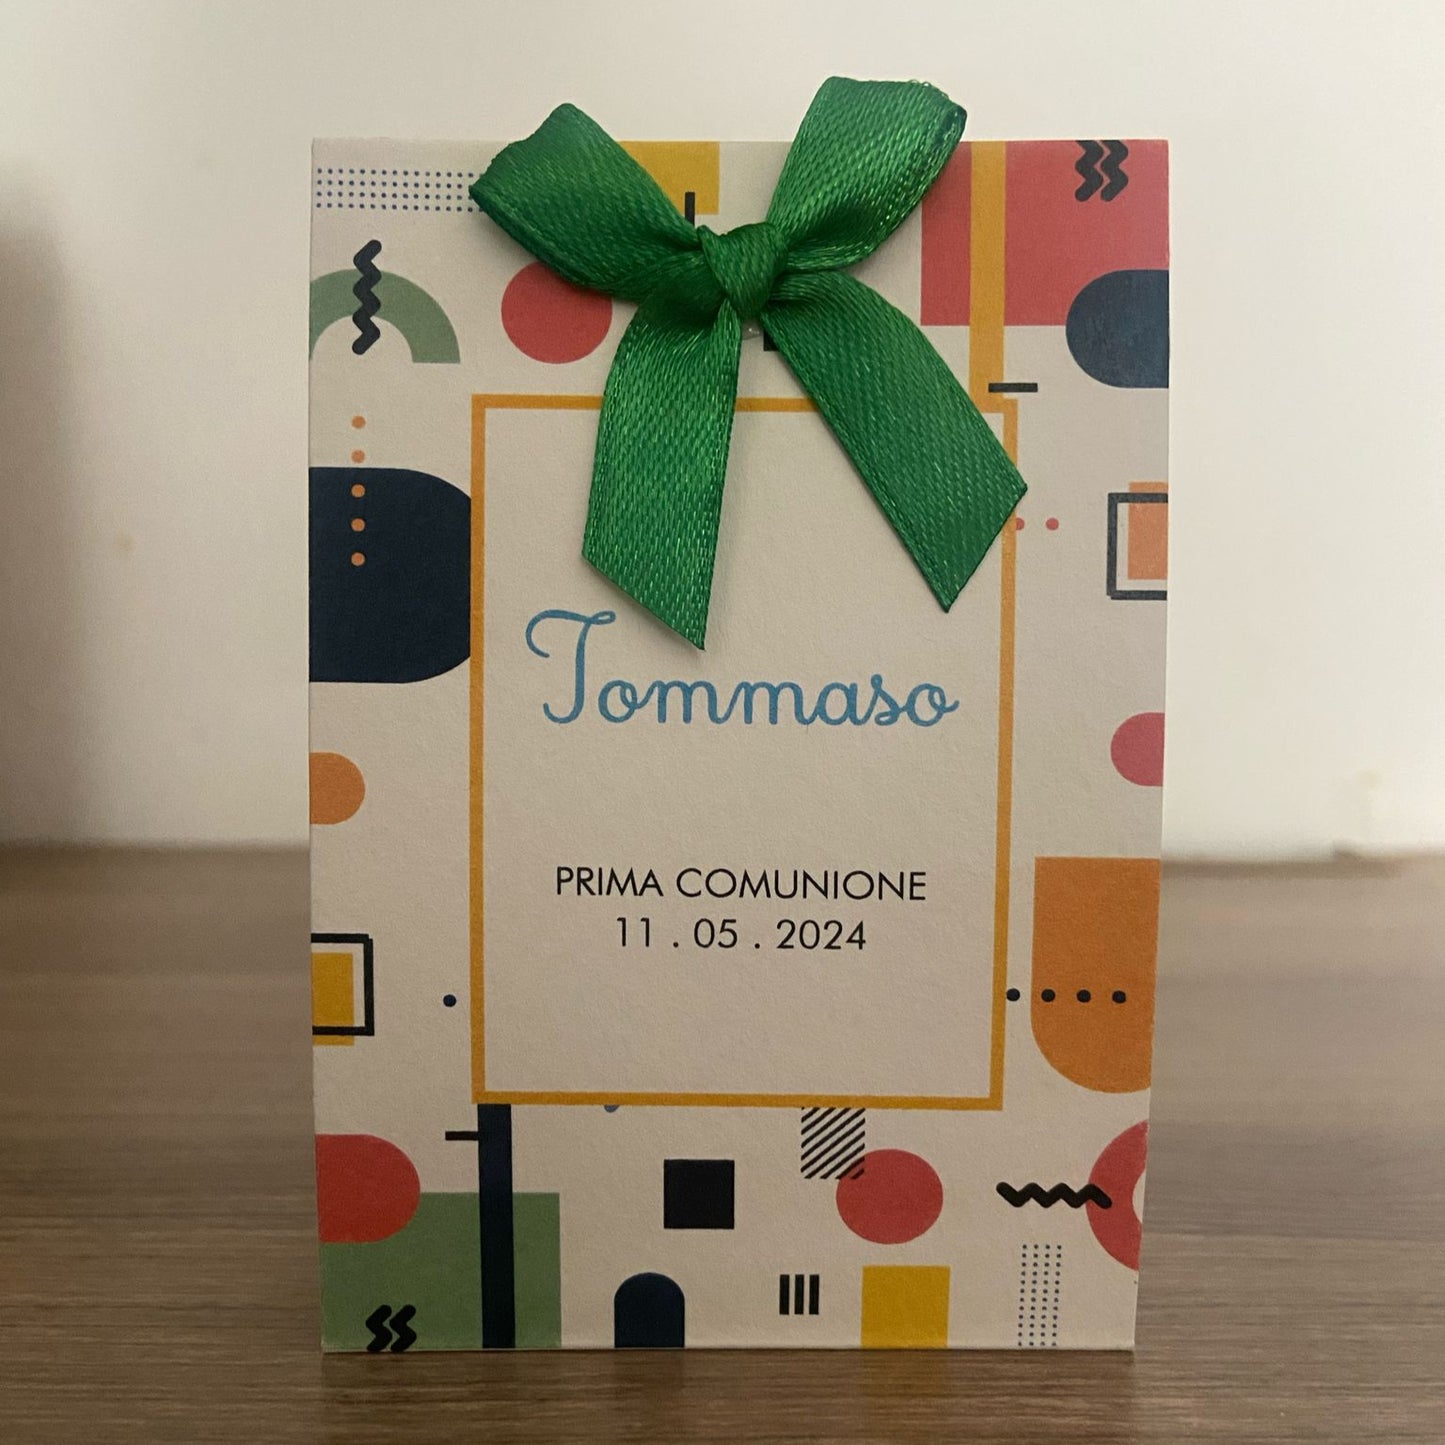 Tommaso
PRIMA COMUNIONE
11 . 05 . 2024